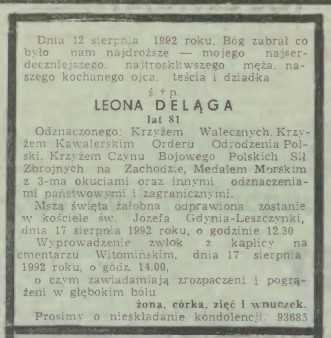 Dnia 12 sierpnia 1992 roku, Bóg zabrał co
było nam najdroższe — mojego najser-
deczniejszego, najtroskliwszego męża, na-
szego kochanego ojca, teścia i dziadka
ś. † p.
LEONA DELĄGA
lat 81
Odznaczonego: Krzyżem Walecznych, Krzy-
żem Kawalerskim Orderu Odrodzenia Pol-
ski, Krzyżem Czynu Bojowego Polskich Sił
Zbrojnych na Zachodzie, Medalem Morskim
z 3-ma okuciami oraz innymi odznaczenia-
mi państwowymi i zagranicznymi.
Msza święta żałobna odprawiona zostanie
w kościele św. Józefa Gdynia-Leszczynki,
dnia 17 sierpnia 1992 roku, o godzinie 12.30
Wyprowadzenie zwłok z kaplicy na
cmentarzu Witomińskim, dnia 17 sierpnia
1992 roku, o godz. 14.00,
o czym zawiadamiają zrozpaczeni i pogrą-
żeni w głębokim bólu
żona, córka, zięć i wnuczek.
Prosimy o nieskładanie kondolencji. 93685